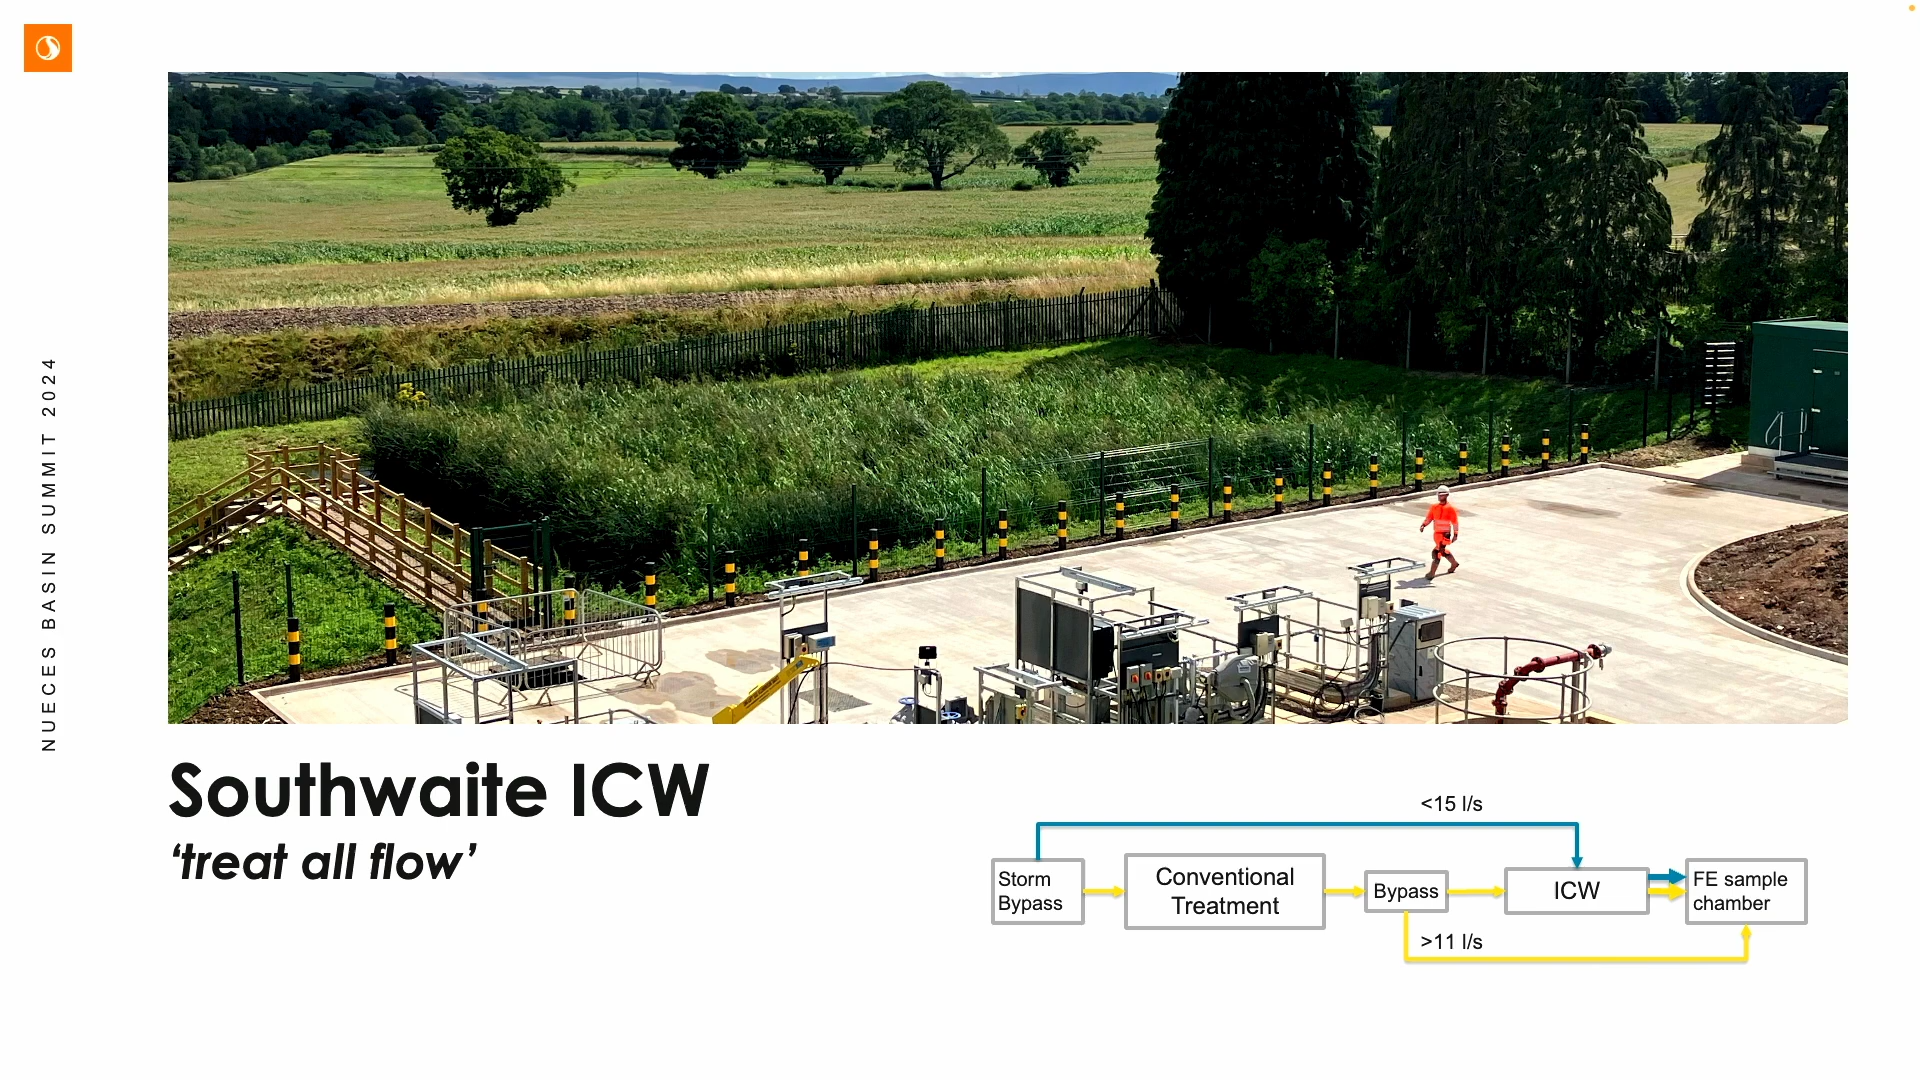 NUECES BASIN SUMMIT 2024
Southwaite ICW
‘treat all flow’
<15 l/s
Storm
Bypass
Conventional
Treatment
Bypass
ICW
FE sample
chamber
>11 l/s